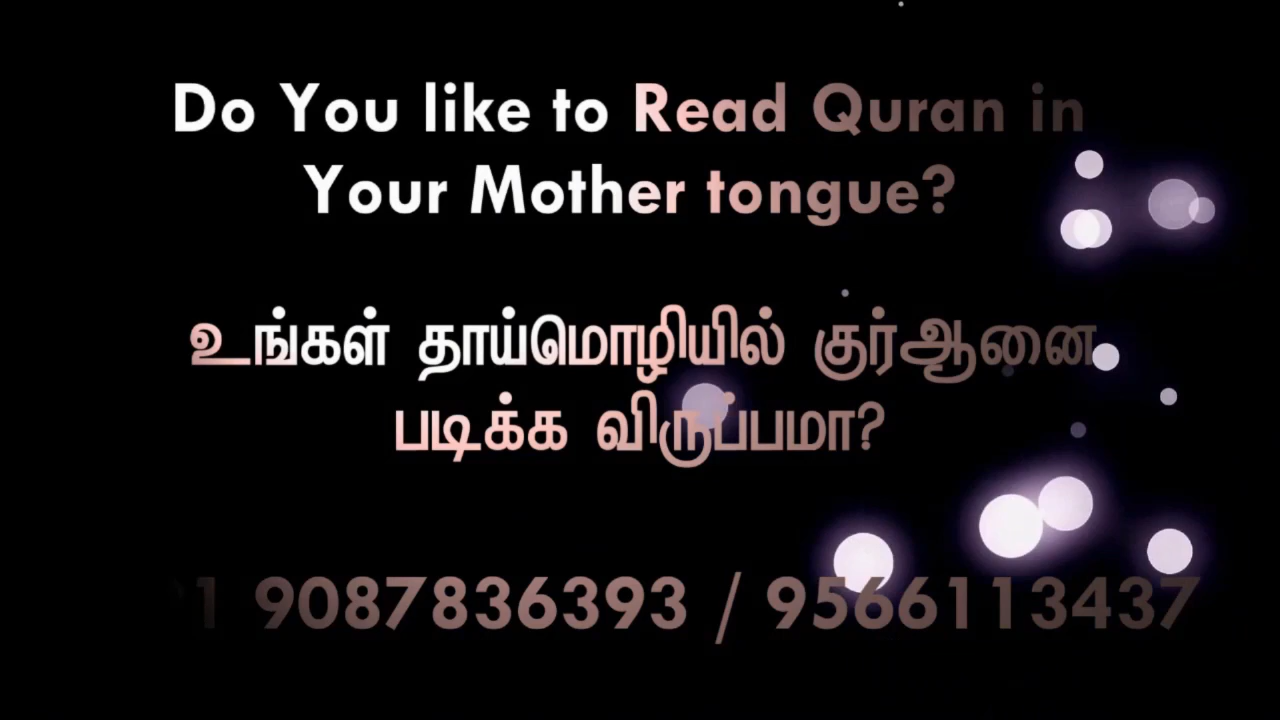 Do You like to Read Quran in
Your Mother tongue?
உங்கள் தாய்மொழியில் குர்ஆனை
படிக்க விருப்பமா?
9087836393 / 9566113437